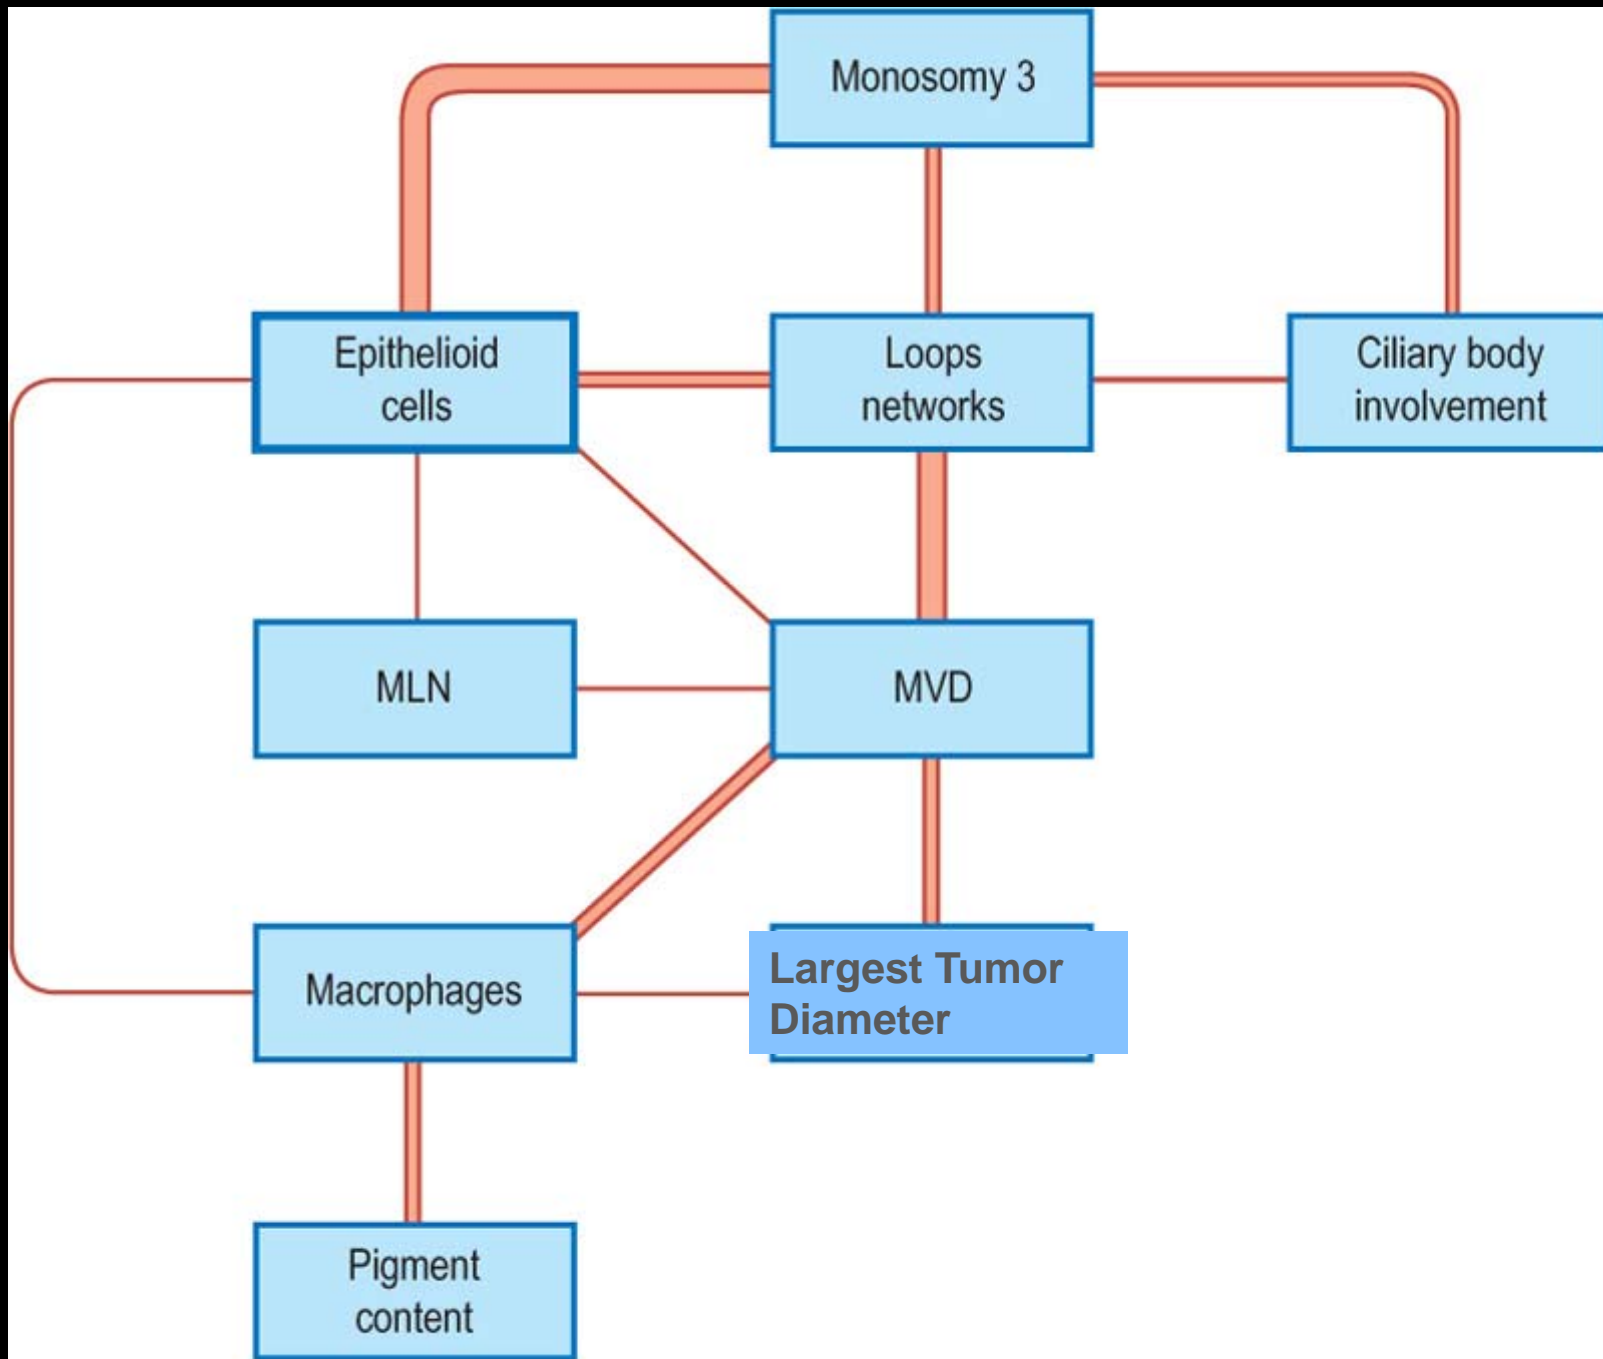 Monosomy 3
Epithelioid
cells
Loops
networks
Ciliary body
involvement
MLN
MVD
Macrophages
Largest Tumor
Diameter
Pigment
content